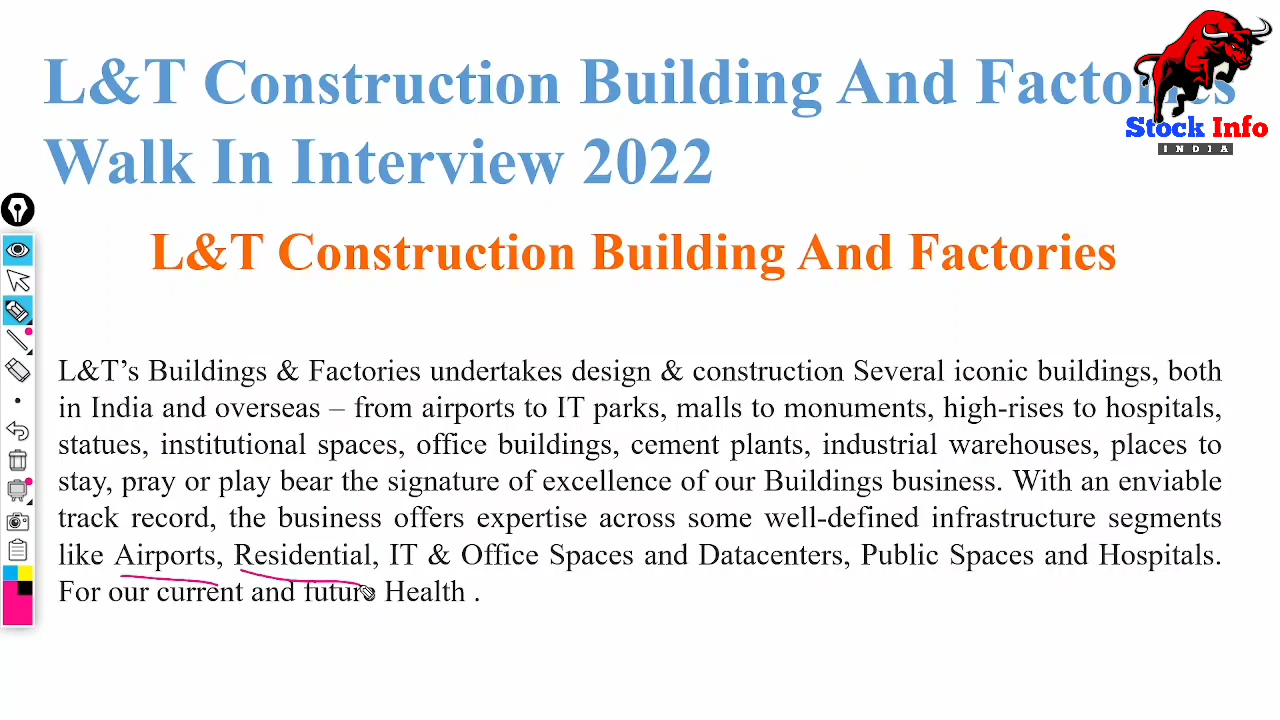 L&T Construction Building And Factories
Walk In Interview 2022
Stock Info
INDIA
L&T Construction Building And Factories
L&T’s Buildings & Factories undertakes design & construction Several iconic buildings, both
in India and overseas – from airports to IT parks, malls to monuments, high-rises to hospitals,
statues, institutional spaces, office buildings, cement plants, industrial warehouses, places to
stay, pray or play bear the signature of excellence of our Buildings business. With an enviable
track record, the business offers expertise across some well-defined infrastructure segments
like Airports, Residential, IT & Office Spaces and Datacenters, Public Spaces and Hospitals.
For our current and future Health .